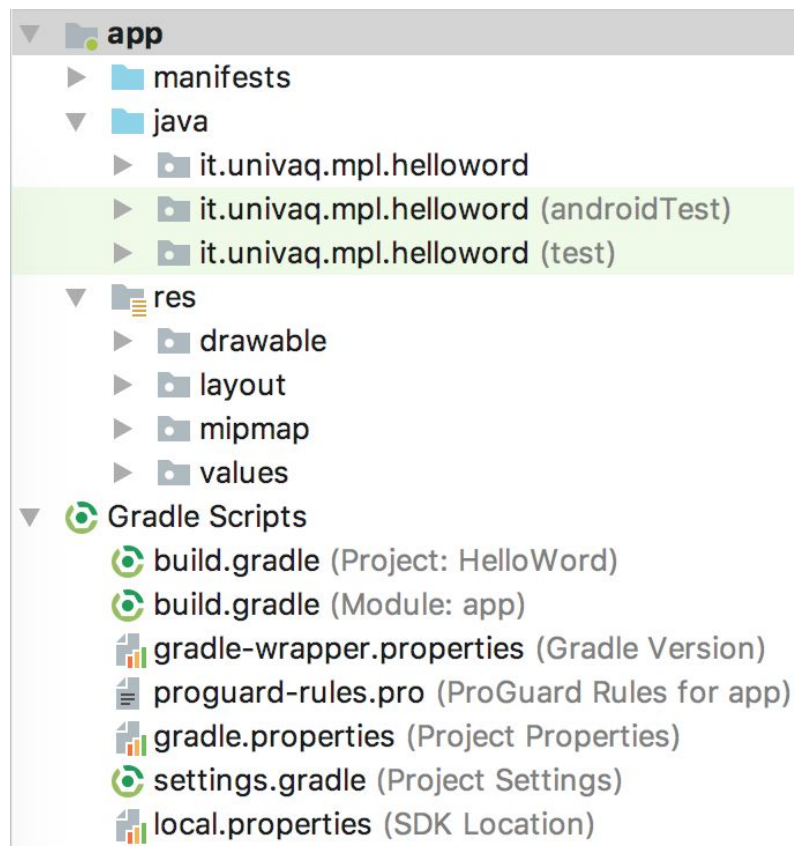 app
manifests
java
it.univaq.mpl.helloword
it.univaq.mpl.helloword (androidTest)
it.univaq.mpl.helloword (test)
res
drawable
layout
mipmap
values
Gradle Scripts
build.gradle (Project: HelloWord)
build.gradle (Module: app)
gradle-wrapper.properties (Gradle Version)
proguard-rules.pro (ProGuard Rules for app)
gradle.properties (Project Properties)
settings.gradle (Project Settings)
local.properties (SDK Location)